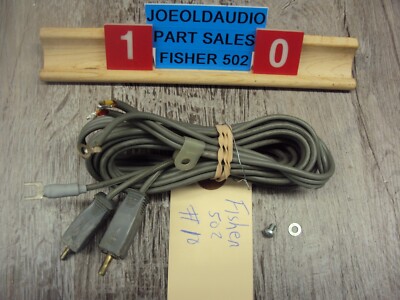 JOEOLDAUDIO
PART SALES
FISHER 502
1
0
Fisher
502
#10